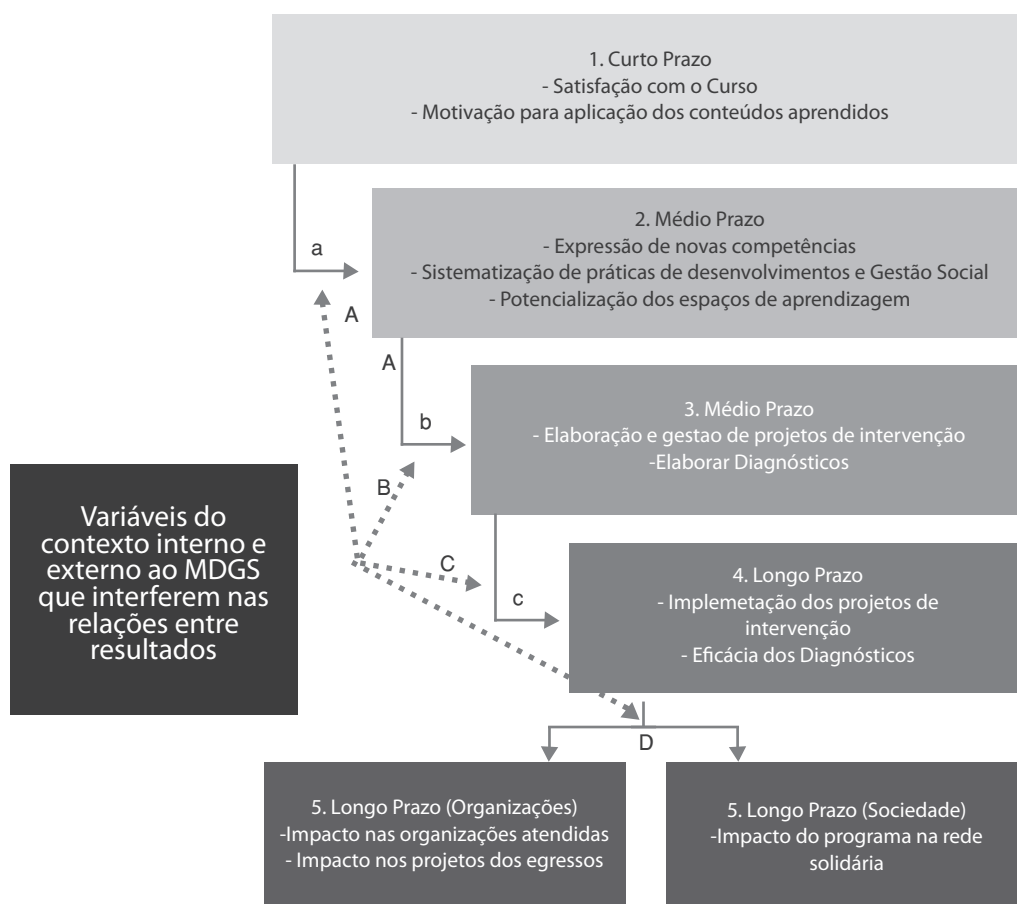 1. Curto Prazo
- Satisfação com o Curso
- Motivação para aplicação dos conteúdos aprendidos
a
2. Médio Prazo
- Expressão de novas competências
- Sistematização de práticas de desenvolvimentos e Gestão Social
- Potencialização dos espaços de aprendizagem
A
A
b
3. Médio Prazo
- Elaboração e gestao de projetos de intervenção
-Elaborar Diagnósticos
B
Variáveis do
contexto interno e
externo ao MDGS
que interferem nas
relações entre
resultados
C
c
4. Longo Prazo
- Implemetação dos projetos de
intervenção
- Eficácia dos Diagnósticos
D
5. Longo Prazo (Organizações)
-Impacto nas organizações atendidas
- Impacto nos projetos dos egressos
5. Longo Prazo (Sociedade)
-Impacto do programa na rede
solidária